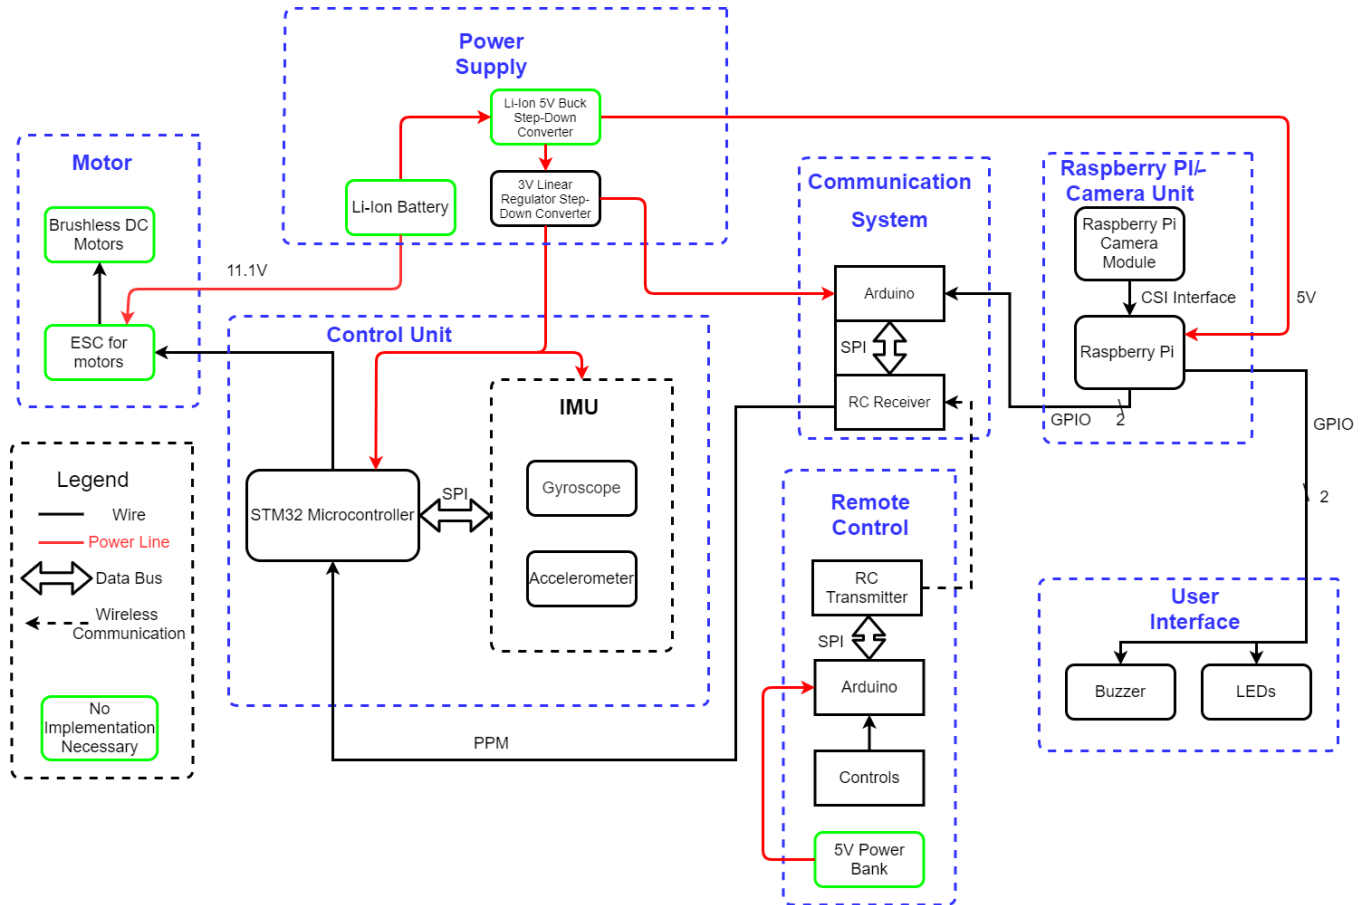 Power
Supply
Li-Ion 5V Buck
Step-Down
Converter
Li-Ion Battery
3V Linear
Regulator Step-
Down Converter
Motor
Brushless DC
Motors
11.1V
ESC for
motors
Control Unit
IMU
Gyroscope
Accelerometer
STM32 Microcontroller
SPI
PPM
Communication
System
Arduino
SPI
RC Receiver
Raspberry PI/-
Camera Unit
Raspberry Pi
Camera
Module
CSI Interface
Raspberry Pi
5V
GPIO
2
GPIO
2
Remote
Control
RC
Transmitter
SPI
Arduino
Controls
5V Power
Bank
User
Interface
Buzzer
LEDs
Legend
Wire
Power Line
Data Bus
Wireless
Communication
No
Implementation
Necessary